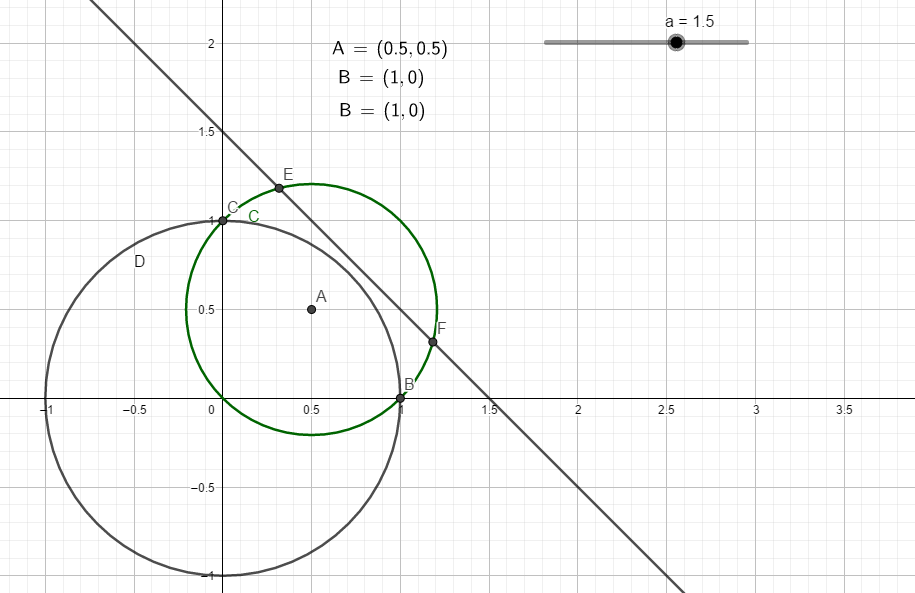 a = 1.5
2
A = (0.5, 0.5)
B = (1, 0)
B = (1, 0)
1.5
E
C
C
1
D
A
0.5
F
B
−1
−0.5
0
0.5
1
1.5
2
2.5
3
3.5
−0.5
−1